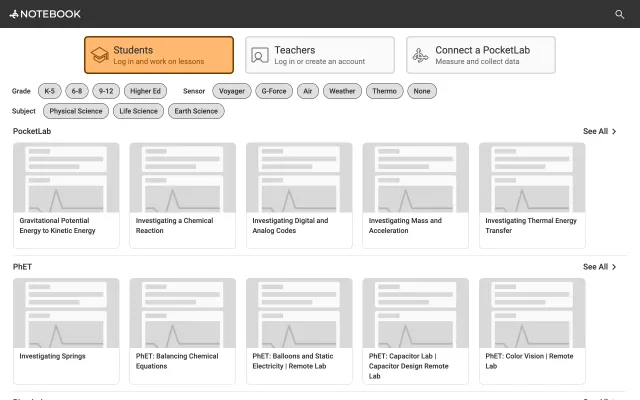 NOTEBOOK
Students
Log in and work on lessons
Teachers
Log in or create an account
Connect a PocketLab
Measure and collect data
Grade K-5 6-8 9-12 Higher Ed Sensor Voyager G-Force Air Weather Thermo None
Subject Physical Science Life Science Earth Science
PocketLab See All
Gravitational Potential
Energy to Kinetic Energy
Investigating a Chemical
Reaction
Investigating Digital and
Analog Codes
Investigating Mass and
Acceleration
Investigating Thermal Energy
Transfer
PhET See All
Investigating Springs
PhET: Balancing Chemical
Equations
PhET: Balloons and Static
Electricity | Remote Lab
PhET: Capacitor Lab |
Capacitor Design Remote
Lab
PhET: Color Vision | Remote
Lab